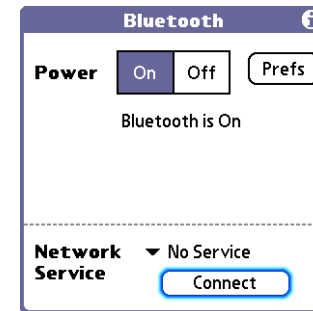 Bluetooth
Power On Off Prefs
Bluetooth is On
Network Service No Service
Connect